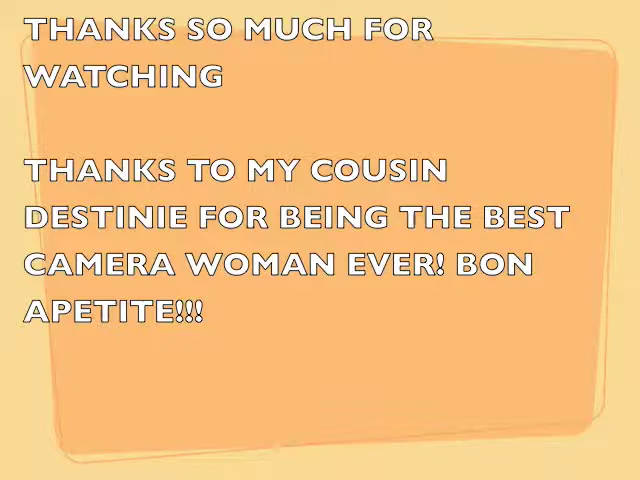 THANKS SO MUCH FOR
WATCHING
THANKS TO MY COUSIN
DESTINIE FOR BEING THE BEST
CAMERA WOMAN EVER! BON
APETITE!!!